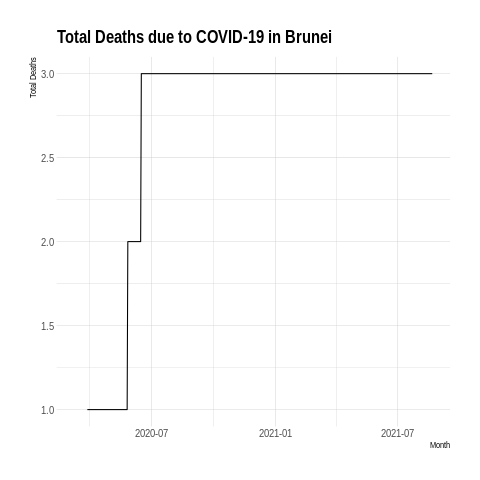 Total Deaths due to COVID-19 in Brunei
Total Deaths
3.0
2.5
2.0
1.5
1.0
2020-07
2021-01
2021-07
Month